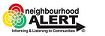 neighbourhood
ALERT
Informing & Listening to Communities